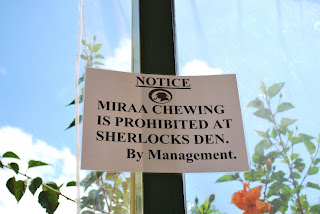 NOTICE
MIRAA CHEWING
IS PROHIBITED AT
SHERLOCKS DEN.
By Management.